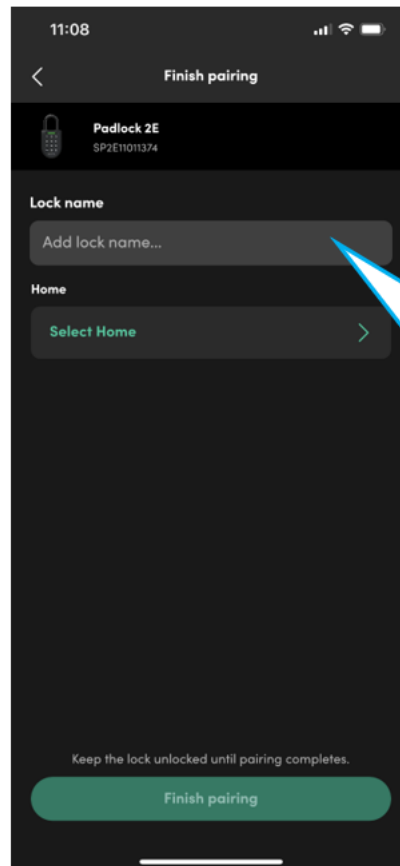 11:08
Finish pairing
Padlock 2E
SP2E11011374
Lock name
Add lock name...
Home
Select Home
Keep the lock unlocked until pairing completes.
Finish pairing